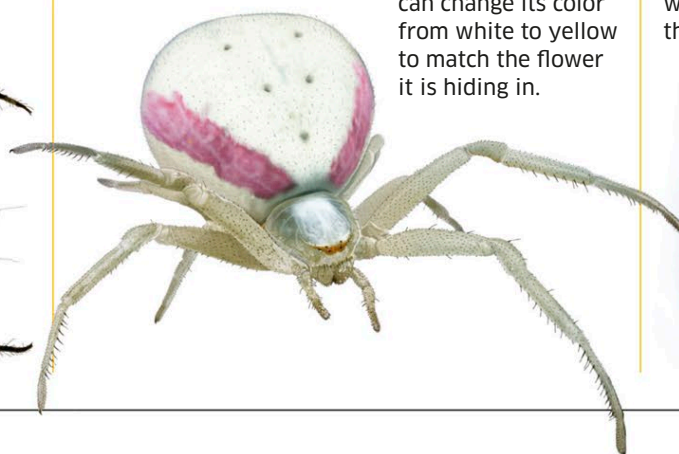 can change its color
from white to yellow
to match the flower
it is hiding in.